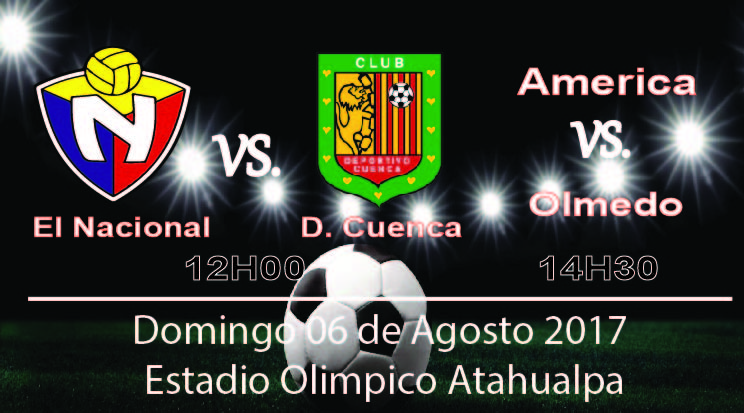 N
vs.
CLUB
DEPORTIVO
CUENCA
America
vs.
Olmedo
El Nacional
D. Cuenca
12H00
14H30
Domingo 06 de Agosto 2017
Estadio Olimpico Atahualpa